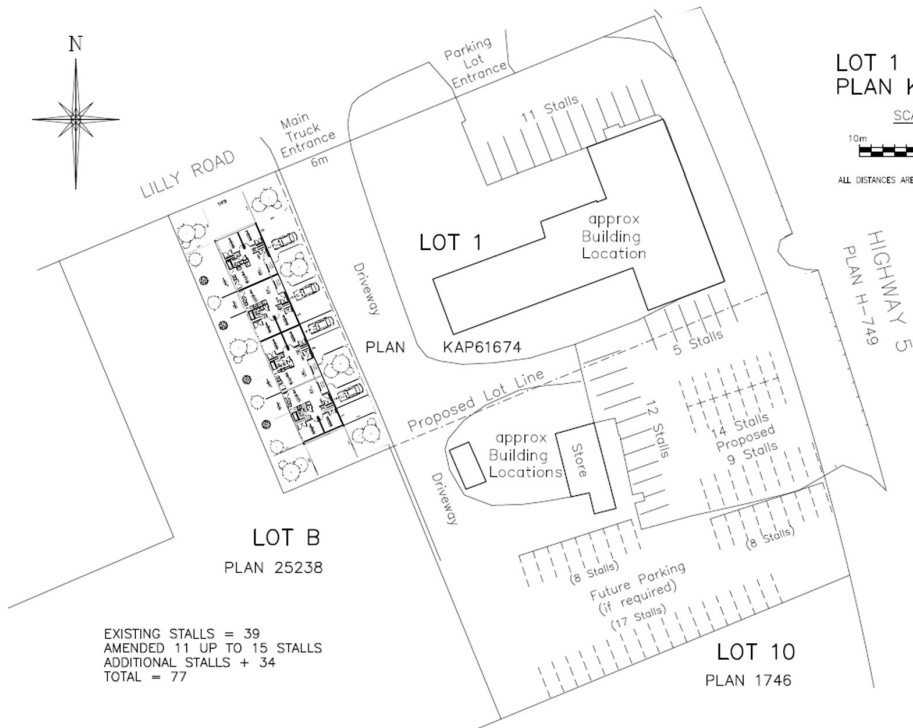 N
Parking
Lot
Entrance
LOT 1
PLAN K
SCA
10m
ALL DISTANCES ARE
Main
Truck
Entrance
6m
LILLY ROAD
11 Stalls
LOT 1
approx
Building
Location
HIGHWAY 5
PLAN H-749
Driveway
PLAN KAP61674
5 Stalls
Proposed Lot Line
12 Stalls
14 Stalls
Proposed
9 Stalls
approx
Building
Locations
Store
Driveway
LOT B
PLAN 25238
(8 Stalls)
(8 Stalls)
Future Parking
(if required)
(17 Stalls)
EXISTING STALLS = 39
AMENDED 11 UP TO 15 STALLS
ADDITIONAL STALLS + 34
TOTAL = 77
LOT 10
PLAN 1746